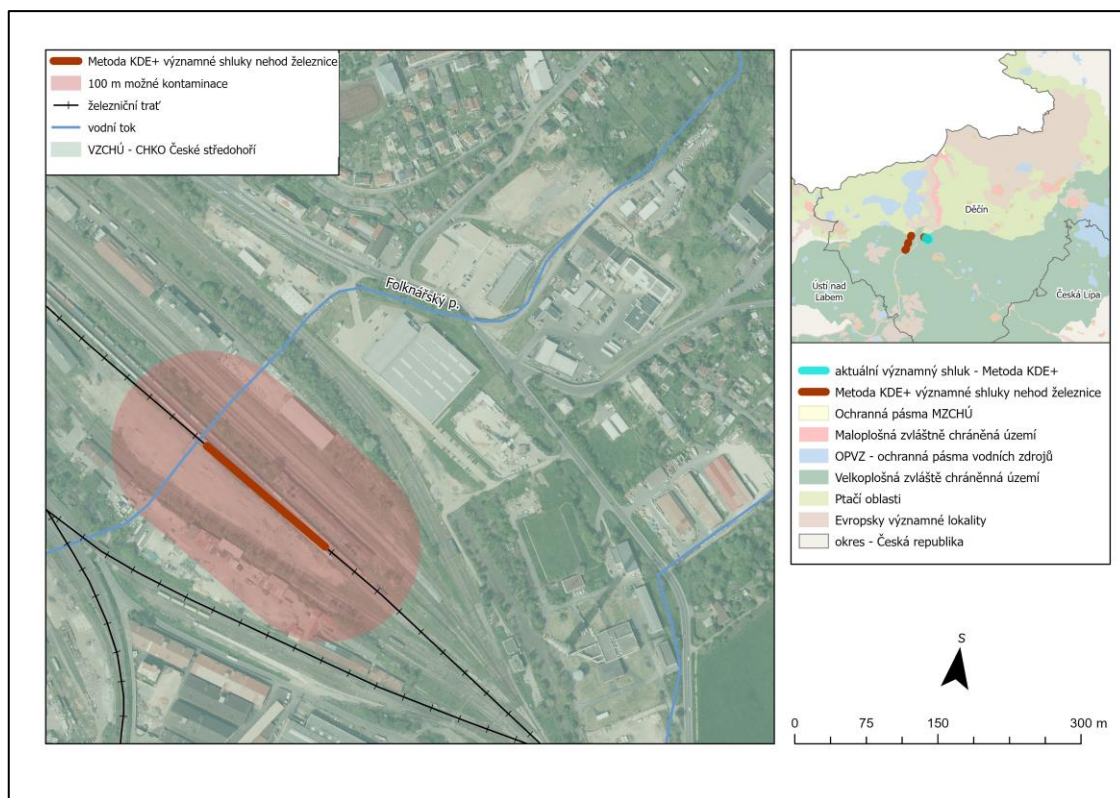 Metoda KDE+ významné shluky nehod železnice
100 m možné kontaminace
železniční trať
vodní tok
VZCHÚ - CHKO České středohoří
Folknářský p.
Děčín
Ústí nad
Labem
Česká Lípa
aktuální významný shluk - Metoda KDE+
Metoda KDE+ významné shluky nehod železnice
Ochranná pásma MZCHÚ
Maloplošná zvláštně chráněná území
OPVZ - ochranná pásma vodních zdrojů
Velkoplošná zvláště chráněnná území
Ptačí oblasti
Evropsky významné lokality
okres - Česká republika
S
0 75 150 300 m